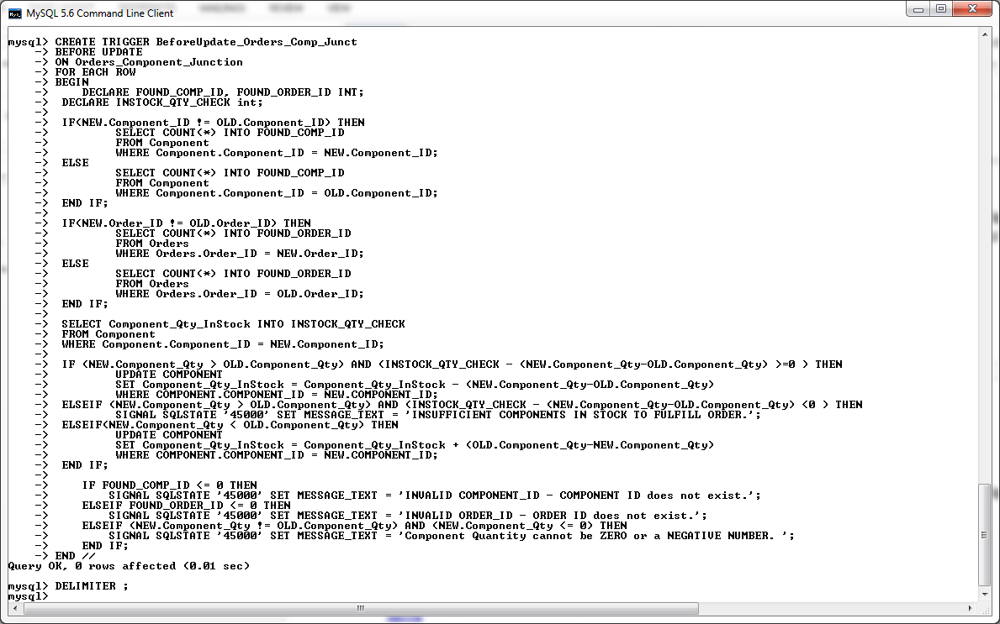 MySQL 5.6 Command Line Client
mysql> CREATE TRIGGER BeforeUpdate_Orders_Comp_Junct
    -> BEFORE UPDATE
    -> ON Orders_Component_Junction
    -> FOR EACH ROW
    -> BEGIN
    ->     DECLARE FOUND_COMP_ID, FOUND_ORDER_ID INT;
    ->  DECLARE INSTOCK_QTY_CHECK int;
    ->
    ->  IF(NEW.Component_ID != OLD.Component_ID) THEN
    ->          SELECT COUNT(*) INTO FOUND_COMP_ID
    ->          FROM Component
    ->          WHERE Component.Component_ID = NEW.Component_ID;
    ->  ELSE
    ->          SELECT COUNT(*) INTO FOUND_COMP_ID
    ->          FROM Component
    ->          WHERE Component.Component_ID = OLD.Component_ID;
    ->  END IF;
    ->
    ->  IF(NEW.Order_ID != OLD.Order_ID) THEN
    ->          SELECT COUNT(*) INTO FOUND_ORDER_ID
    ->          FROM Orders
    ->          WHERE Orders.Order_ID = NEW.Order_ID;
    ->  ELSE
    ->          SELECT COUNT(*) INTO FOUND_ORDER_ID
    ->          FROM Orders
    ->          WHERE Orders.Order_ID = OLD.Order_ID;
    ->  END IF;
    ->
    ->  SELECT Component_Qty_InStock INTO INSTOCK_QTY_CHECK
    ->  FROM Component
    ->  WHERE Component.Component_ID = NEW.Component_ID;
    ->
    ->  IF (NEW.Component_Qty > OLD.Component_Qty) AND (INSTOCK_QTY_CHECK - (NEW.Component_Qty-OLD.Component_Qty) >=0 ) THEN
    ->          UPDATE COMPONENT
    ->          SET Component_Qty_InStock = Component_Qty_InStock - (NEW.Component_Qty-OLD.Component_Qty)
    ->          WHERE COMPONENT.COMPONENT_ID = NEW.COMPONENT_ID;
    ->  ELSEIF (NEW.Component_Qty > OLD.Component_Qty) AND (INSTOCK_QTY_CHECK - (NEW.Component_Qty-OLD.Component_Qty) <0 ) THEN
    ->          SIGNAL SQLSTATE '45000' SET MESSAGE_TEXT = 'INSUFFICIENT COMPONENTS IN STOCK TO FULFILL ORDER.';
    ->  ELSEIF(NEW.Component_Qty < OLD.Component_Qty) THEN
    ->          UPDATE COMPONENT
    ->          SET Component_Qty_InStock = Component_Qty_InStock + (OLD.Component_Qty-NEW.Component_Qty)
    ->          WHERE COMPONENT.COMPONENT_ID = NEW.COMPONENT_ID;
    ->  END IF;
    ->
    ->     IF FOUND_COMP_ID <= 0 THEN
    ->         SIGNAL SQLSTATE '45000' SET MESSAGE_TEXT = 'INVALID COMPONENT_ID - COMPONENT ID does not exist.';
    ->     ELSEIF FOUND_ORDER_ID <= 0 THEN
    ->         SIGNAL SQLSTATE '45000' SET MESSAGE_TEXT = 'INVALID ORDER_ID - ORDER ID does not exist.';
    ->     ELSEIF (NEW.Component_Qty != OLD.Component_Qty) AND (NEW.Component_Qty <= 0) THEN
    ->         SIGNAL SQLSTATE '45000' SET MESSAGE_TEXT = 'Component Quantity cannot be ZERO or a NEGATIVE NUMBER. ';
    ->     END IF;
    -> END //
Query OK, 0 rows affected (0.01 sec)
mysql> DELIMITER ;
mysql>